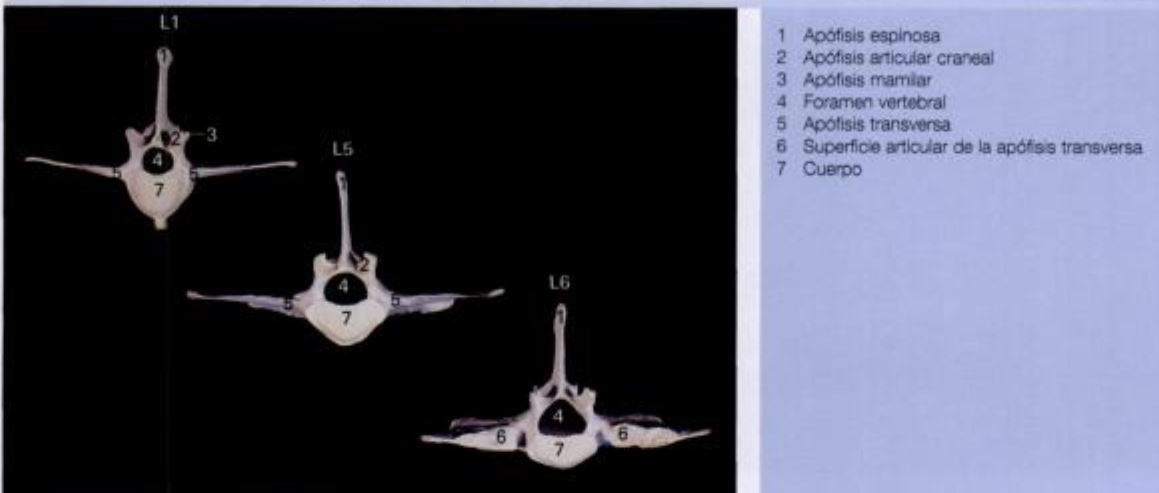 L1
1
2
3
4
5
5
7
L5
1
2
4
5
5
7
L6
1
4
6
6
7
1 Apófisis espinosa
2 Apófisis articular craneal
3 Apófisis mamilar
4 Foramen vertebral
5 Apófisis transversa
6 Superficie articular de la apófisis transversa
7 Cuerpo